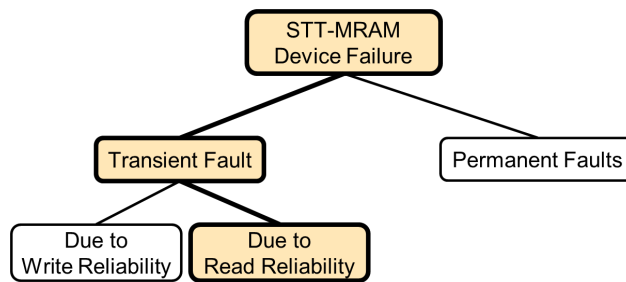 STT-MRAM
Device Failure
Transient Fault
Permanent Faults
Due to
Write Reliability
Due to
Read Reliability